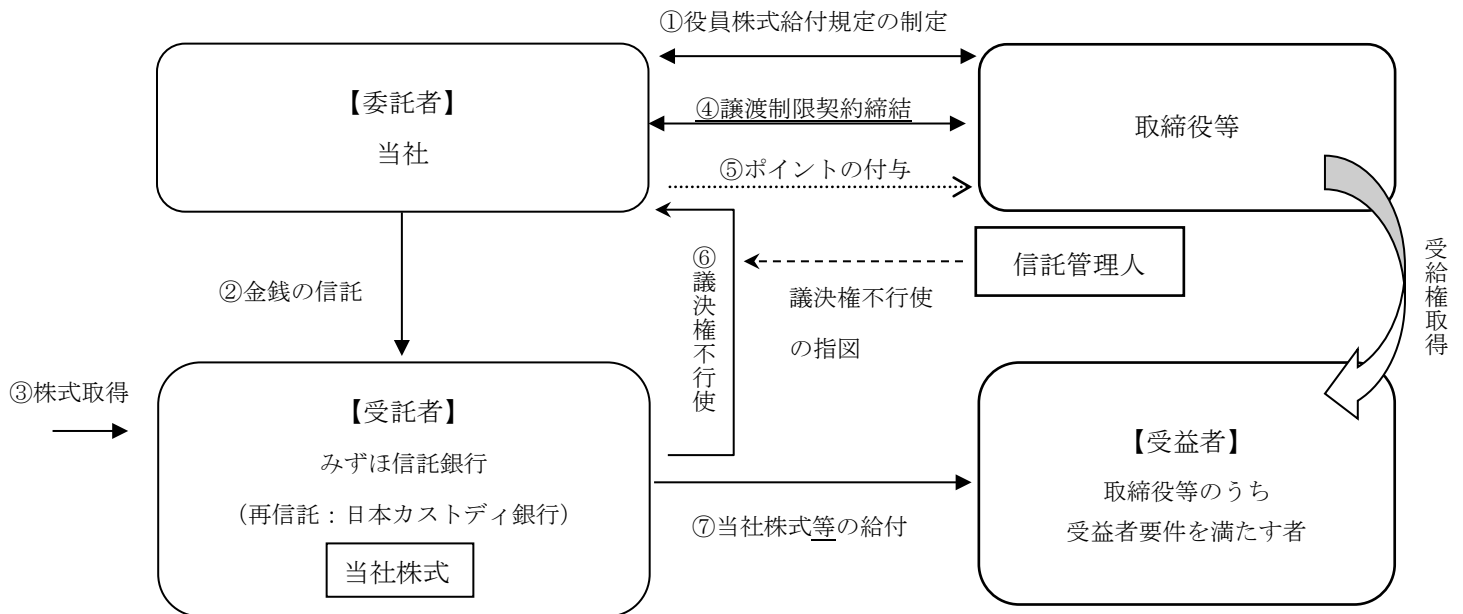 ①役員株式給付規定の制定
【委託者】
当社
④譲渡制限契約締結
取締役等
⑤ポイントの付与
②金銭の信託
⑥議決権不行使
信託管理人
議決権不行使
の指図
受給権取得
③株式取得
【受託者】
みずほ信託銀行
(再信託:日本カストディ銀行)
当社株式
⑦当社株式等の給付
【受益者】
取締役等のうち
受益者要件を満たす者